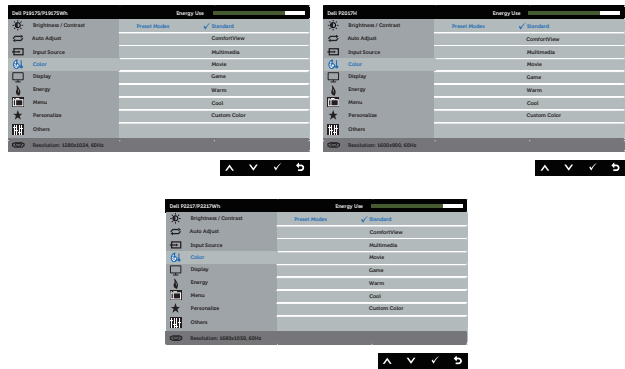 Dell P1917S/P1917SWh Energy Use
Brightness / Contrast Preset Modes ✓ Standard
Auto Adjust ComfortView
Input Source Multimedia
Color Movie
Display Game
Energy Warm
Menu Cool
Personalize Custom Color
Others
Resolution: 1280x1024, 60Hz
Dell P2017H Energy Use
Brightness / Contrast Preset Modes ✓ Standard
Auto Adjust ComfortView
Input Source Multimedia
Color Movie
Display Game
Energy Warm
Menu Cool
Personalize Custom Color
Others
Resolution: 1600x900, 60Hz
Dell P2217/P2217Wh Energy Use
Brightness / Contrast Preset Modes ✓ Standard
Auto Adjust ComfortView
Input Source Multimedia
Color Movie
Display Game
Energy Warm
Menu Cool
Personalize Custom Color
Others
Resolution: 1680x1050, 60Hz